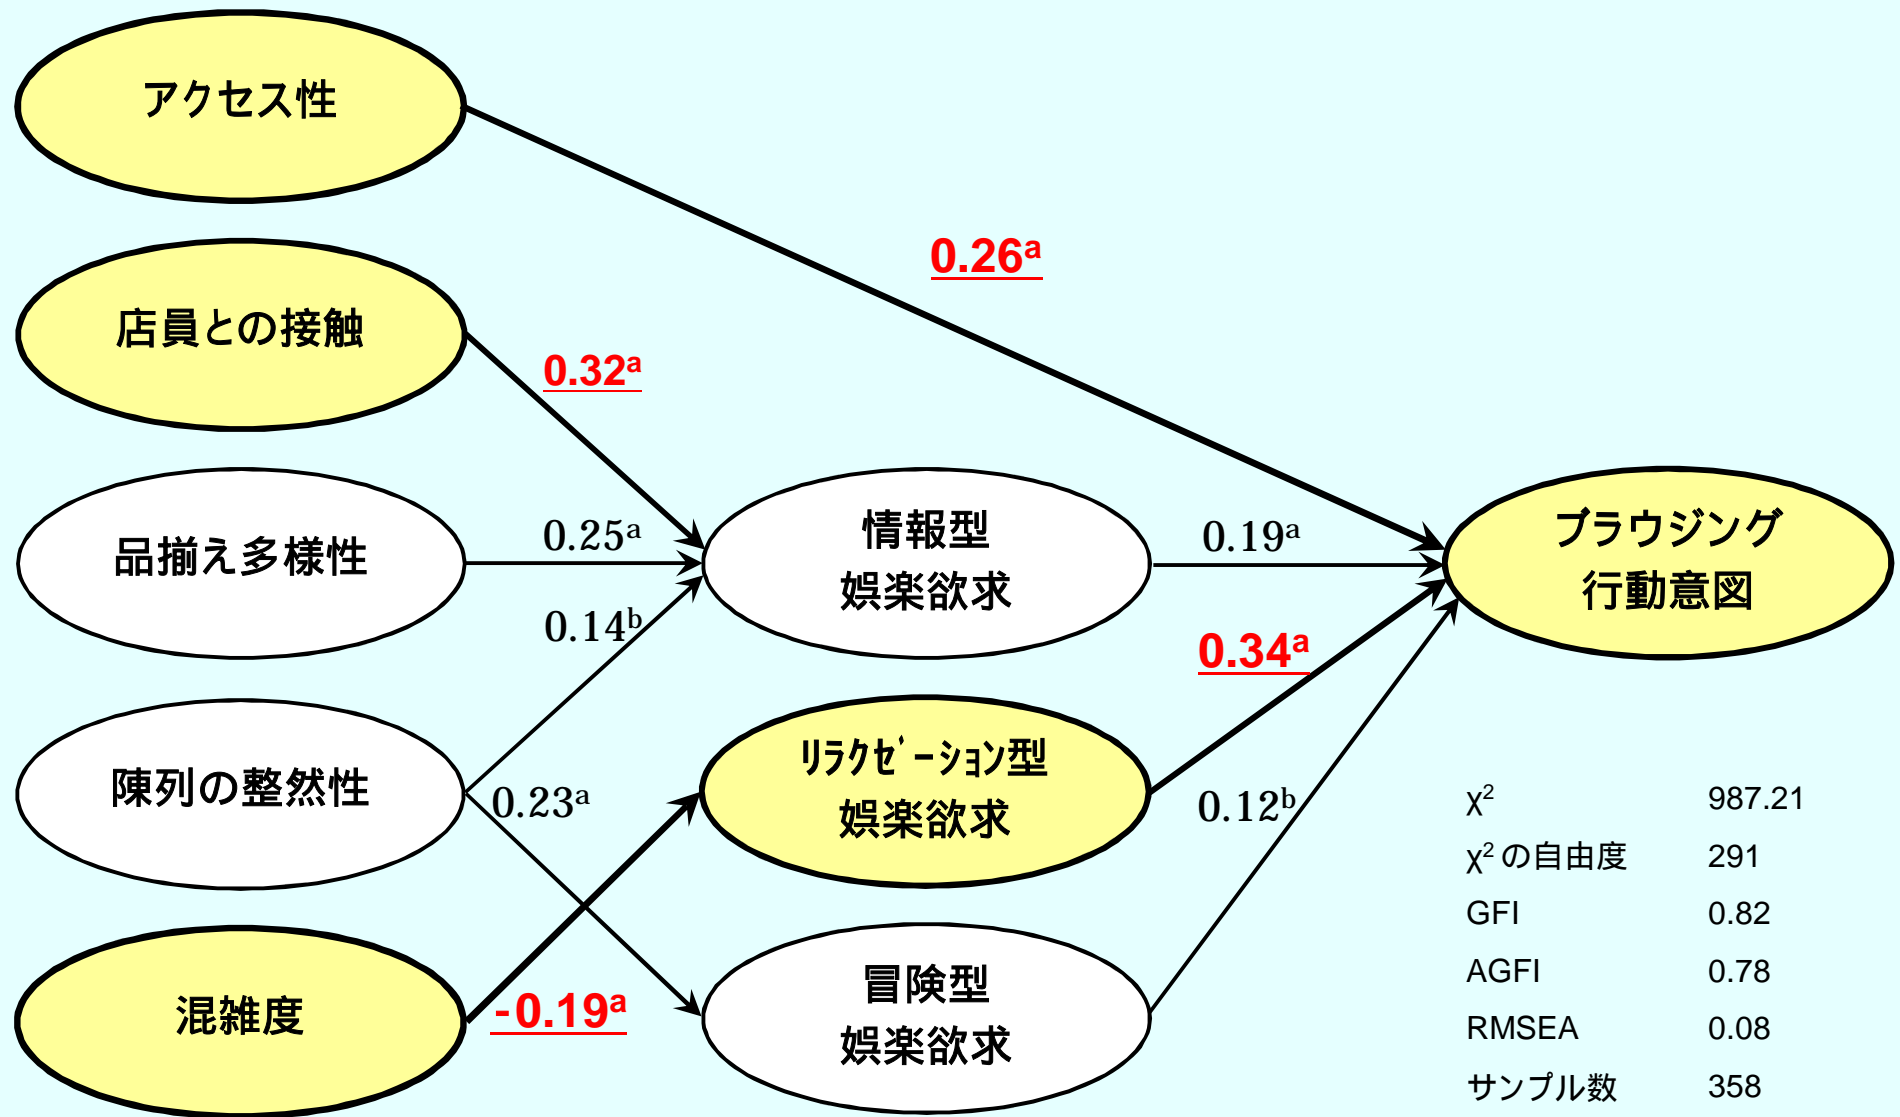 アクセス性
0.26ᵃ
店員との接触
0.32ᵃ
品揃え多様性
0.25ᵃ
情報型
娯楽欲求
0.19ᵃ
ブラウジング
行動意図
0.14ᵇ
0.34ᵃ
陳列の整然性
0.23ᵃ
リラクゼーション型
娯楽欲求
0.12ᵇ
混雑度
-0.19ᵃ
冒険型
娯楽欲求
χ² 987.21
χ²の自由度 291
GFI 0.82
AGFI 0.78
RMSEA 0.08
サンプル数 358